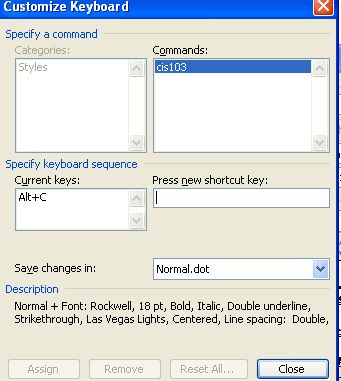 Customize Keyboard
Specify a command
Categories: Commands:
Styles cis103
Specify keyboard sequence
Current keys: Press new shortcut key:
Alt+C
Save changes in: Normal.dot
Description
Normal + Font: Rockwell, 18 pt, Bold, Italic, Double underline,
Strikethrough, Las Vegas Lights, Centered, Line spacing: Double,
Assign Remove Reset All... Close